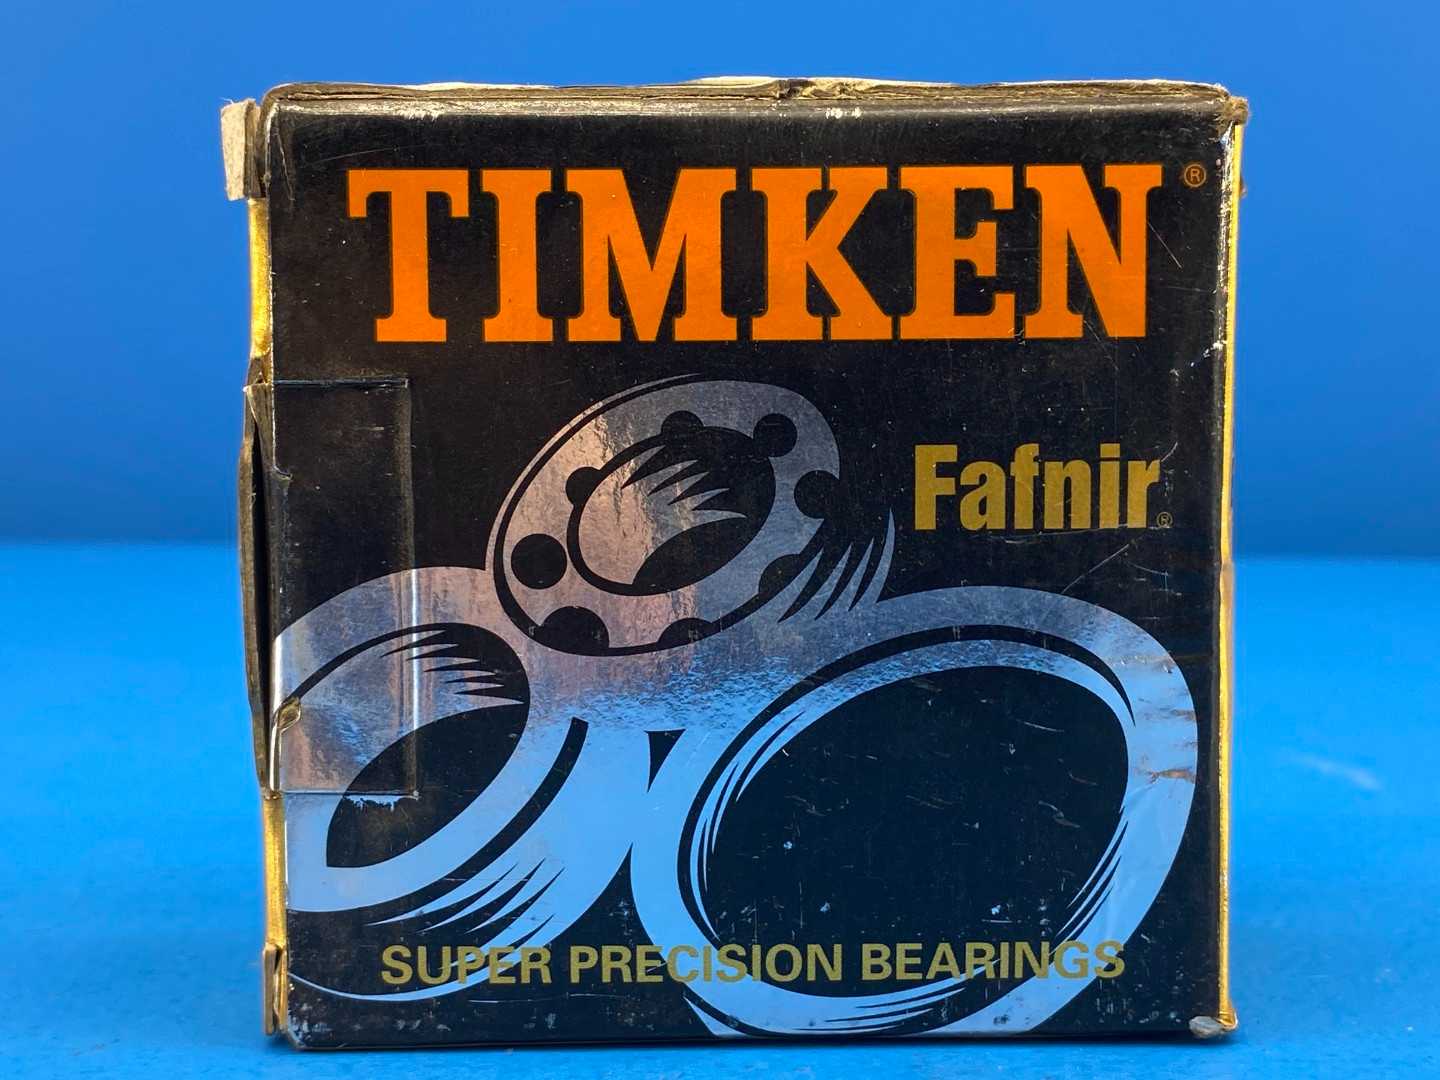 TIMKEN®
Fafnir®
SUPER PRECISION BEARINGS